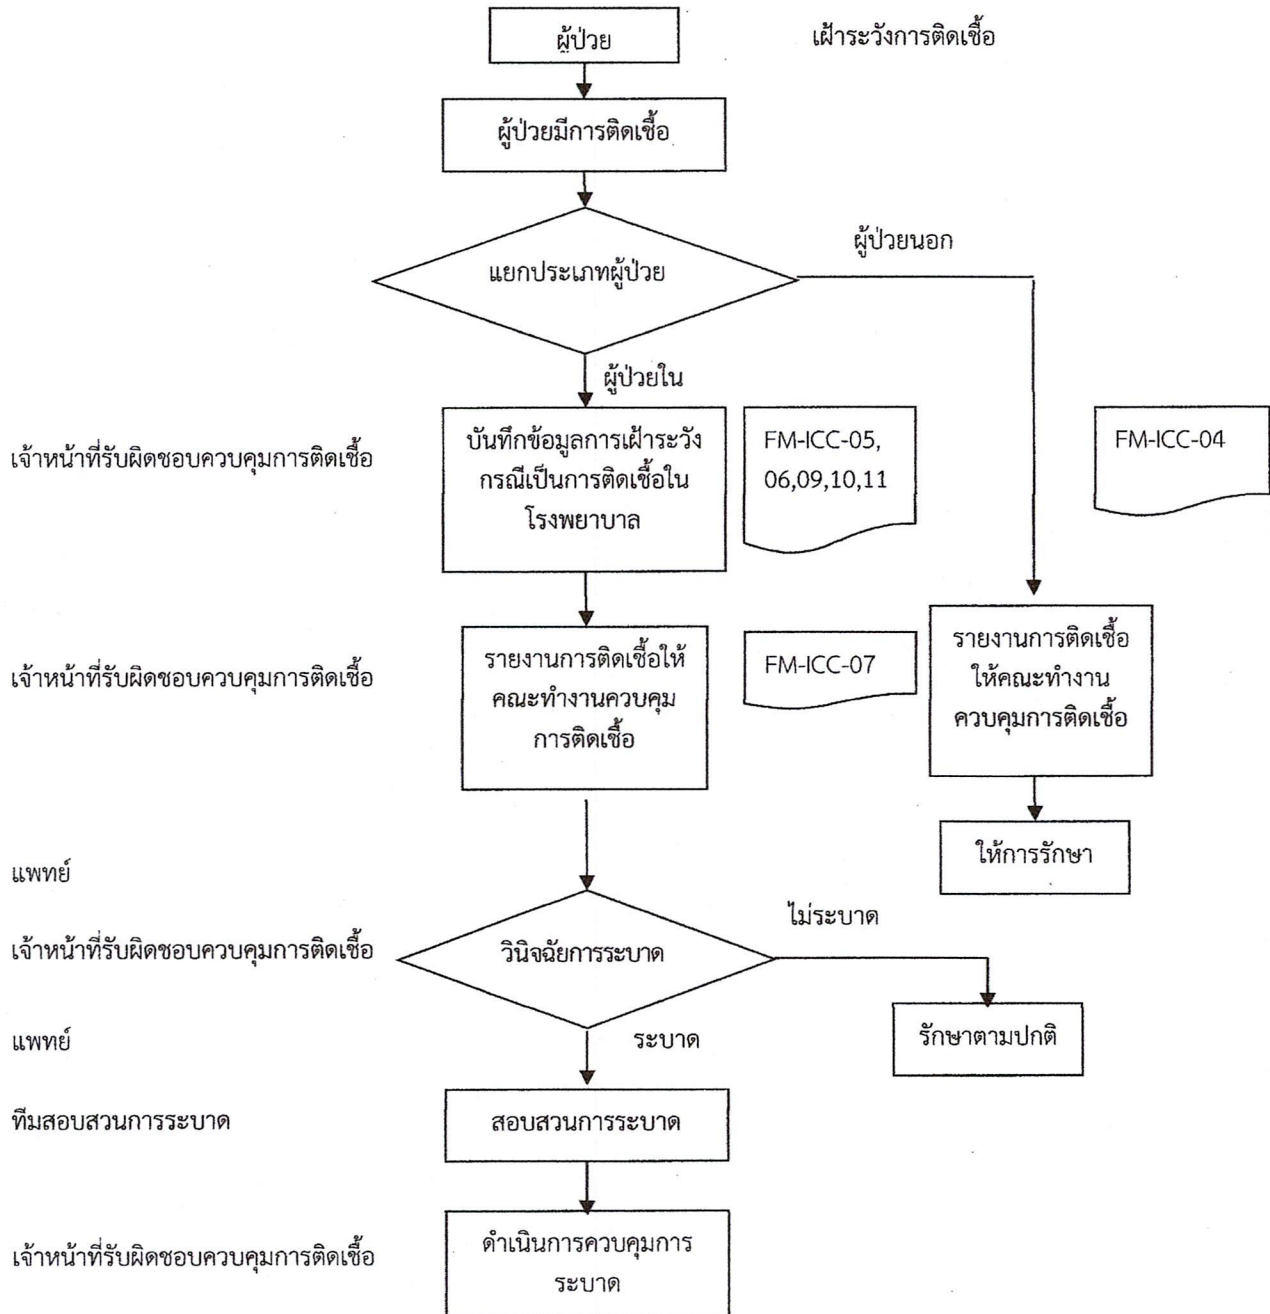 ผู้ป่วย
เฝ้าระวังการติดเชื้อ
ผู้ป่วยมีการติดเชื้อ
ผู้ป่วยนอก
แยกประเภทผู้ป่วย
ผู้ป่วยใน
เจ้าหน้าที่รับผิดชอบควบคุมการติดเชื้อ
บันทึกข้อมูลการเฝ้าระวัง
กรณีเป็นการติดเชื้อใน
โรงพยาบาล
FM-ICC-05,
06,09,10,11
FM-ICC-04
เจ้าหน้าที่รับผิดชอบควบคุมการติดเชื้อ
รายงานการติดเชื้อให้
คณะทำงานควบคุม
การติดเชื้อ
FM-ICC-07
รายงานการติดเชื้อ
ให้คณะทำงาน
ควบคุมการติดเชื้อ
ให้การรักษา
แพทย์
ไม่ระบาด
เจ้าหน้าที่รับผิดชอบควบคุมการติดเชื้อ
วินิจฉัยการระบาด
แพทย์
ระบาด
รักษาตามปกติ
ทีมสอบสวนการระบาด
สอบสวนการระบาด
เจ้าหน้าที่รับผิดชอบควบคุมการติดเชื้อ
ดำเนินการควบคุมการ
ระบาด